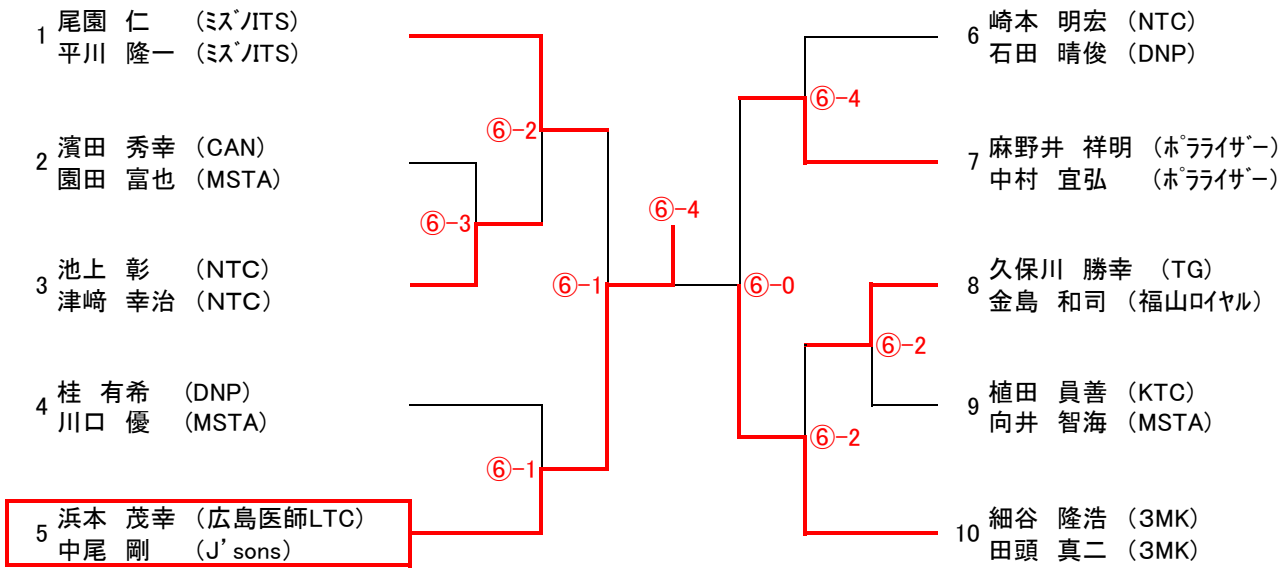 1 尾園 仁 (ﾐｽﾞﾉITS)
平川 隆一 (ﾐｽﾞﾉITS)
⑥-2
2 濱田 秀幸 (CAN)
園田 富也 (MSTA)
⑥-3
3 池上 彰 (NTC)
津﨑 幸治 (NTC)
⑥-1
4 桂 有希 (DNP)
川口 優 (MSTA)
⑥-1
5 浜本 茂幸 (広島医師LTC)
中尾 剛 (J’sons)
⑥-4
6 崎本 明宏 (NTC)
石田 晴俊 (DNP)
⑥-4
7 麻野井 祥明 (ﾎﾟﾗﾗｲｻﾞｰ)
中村 宜弘 (ﾎﾟﾗﾗｲｻﾞｰ)
⑥-0
8 久保川 勝幸 (TG)
金島 和司 (福山ﾛｲﾔﾙ)
⑥-2
9 植田 員善 (KTC)
向井 智海 (MSTA)
⑥-2
10 細谷 隆浩 (3MK)
田頭 真二 (3MK)